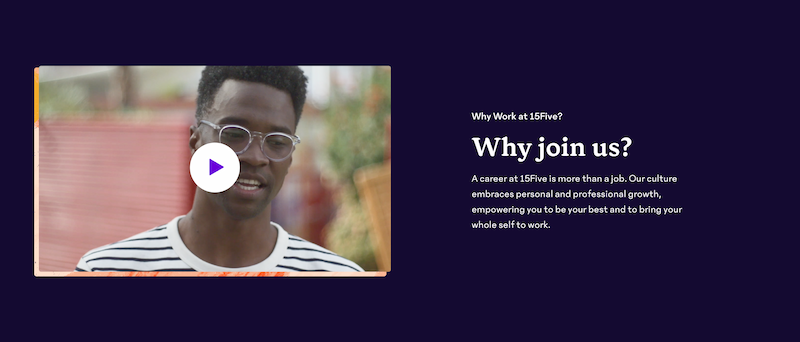 Why Work at 15Five?
Why join us?
A career at 15Five is more than a job. Our culture
embraces personal and professional growth,
empowering you to be your best and to bring your
whole self to work.